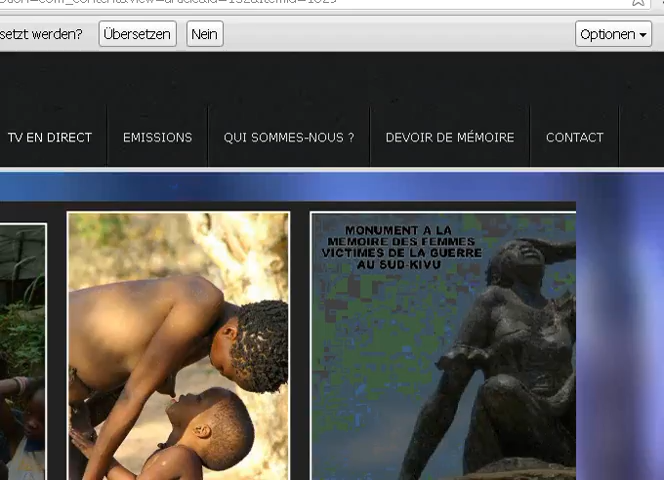 setzt werden? Übersetzen Nein Optionen
TV EN DIRECT EMISSIONS QUI SOMMES-NOUS ? DEVOIR DE MÉMOIRE CONTACT
MONUMENT A LA
MEMOIRE DES FEMMES
VICTIMES DE LA GUERRE
AU SUD-KIVU